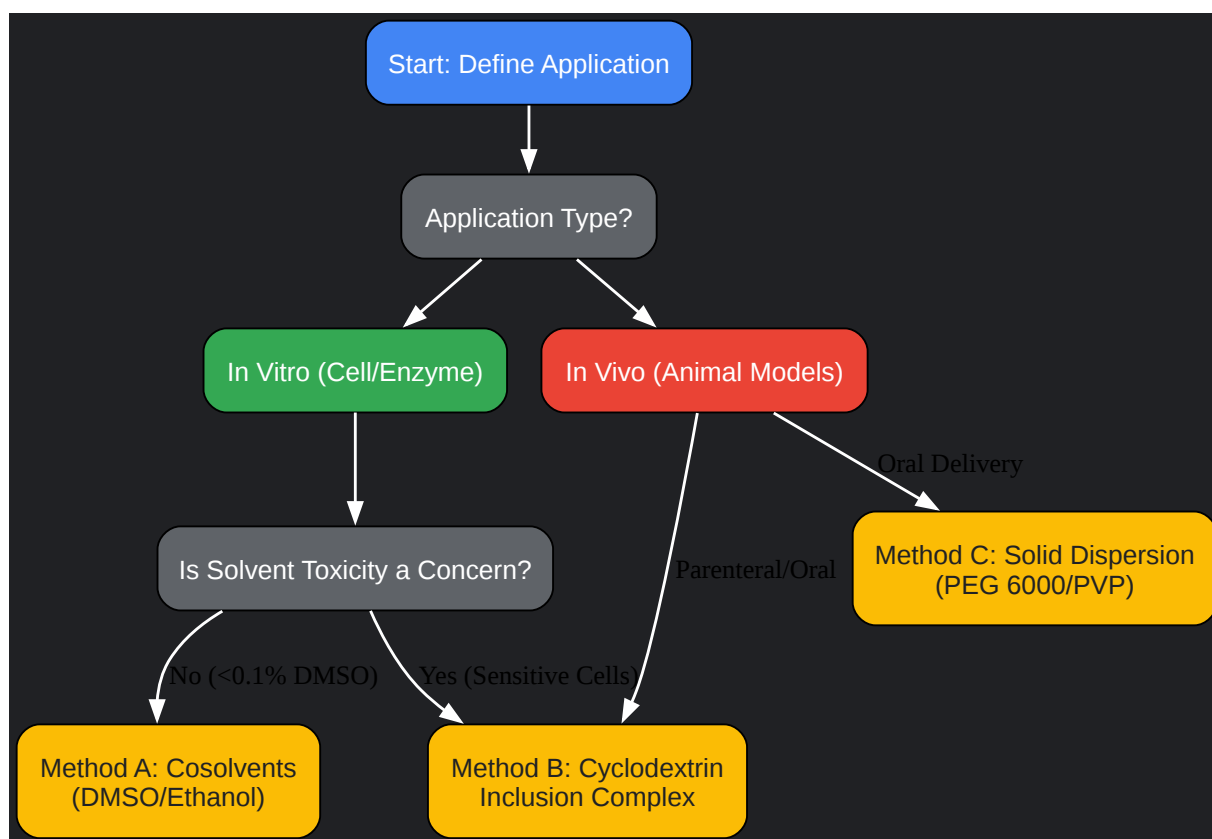 Start: Define Application
Application Type?
In Vitro (Cell/Enzyme)
In Vivo (Animal Models)
Oral Delivery
Is Solvent Toxicity a Concern?
Parenteral/Oral
Method C: Solid Dispersion
(PEG 6000/PVP)
No (<0.1% DMSO)
Yes (Sensitive Cells)
Method A: Cosolvents
(DMSO/Ethanol)
Method B: Cyclodextrin
Inclusion Complex